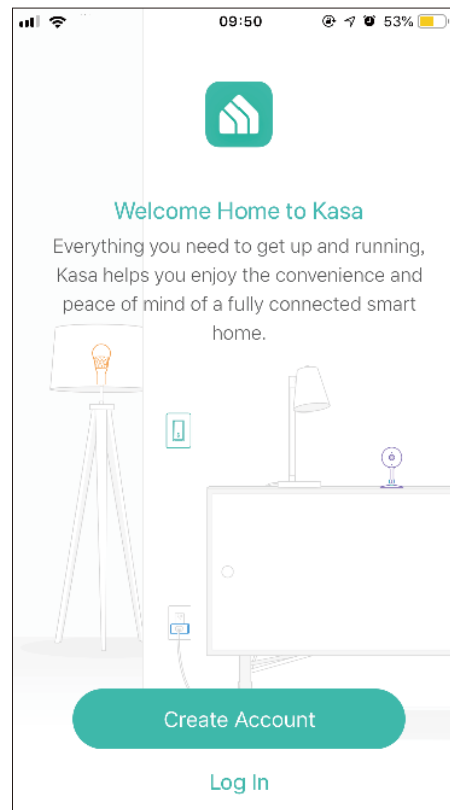 09:50 53%
Welcome Home to Kasa
Everything you need to get up and running,
Kasa helps you enjoy the convenience and
peace of mind of a fully connected smart
home.
Create Account
Log In